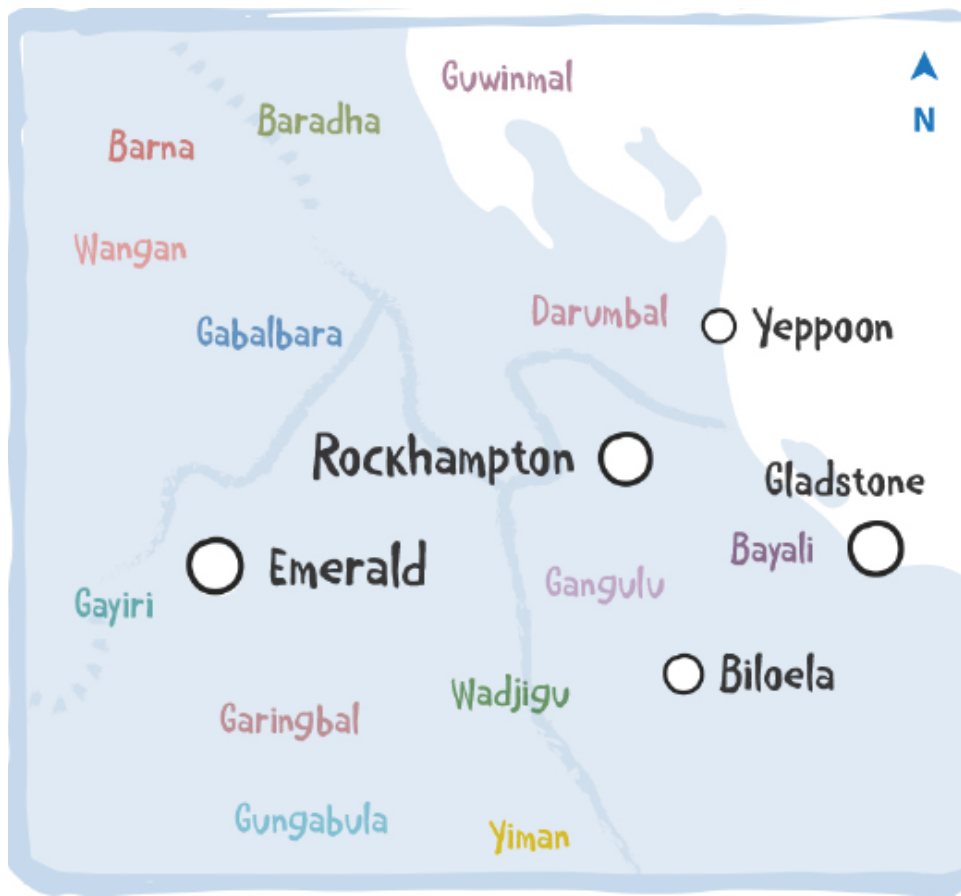 Guwinmal
N
Baradha
Barna
Wangan
Darumbal
Yeppoon
Gabalbara
Rockhampton
Gladstone
Bayali
Emerald
Gangulu
Gayiri
Biloela
Wadjigu
Garingbal
Gungabula
Yiman